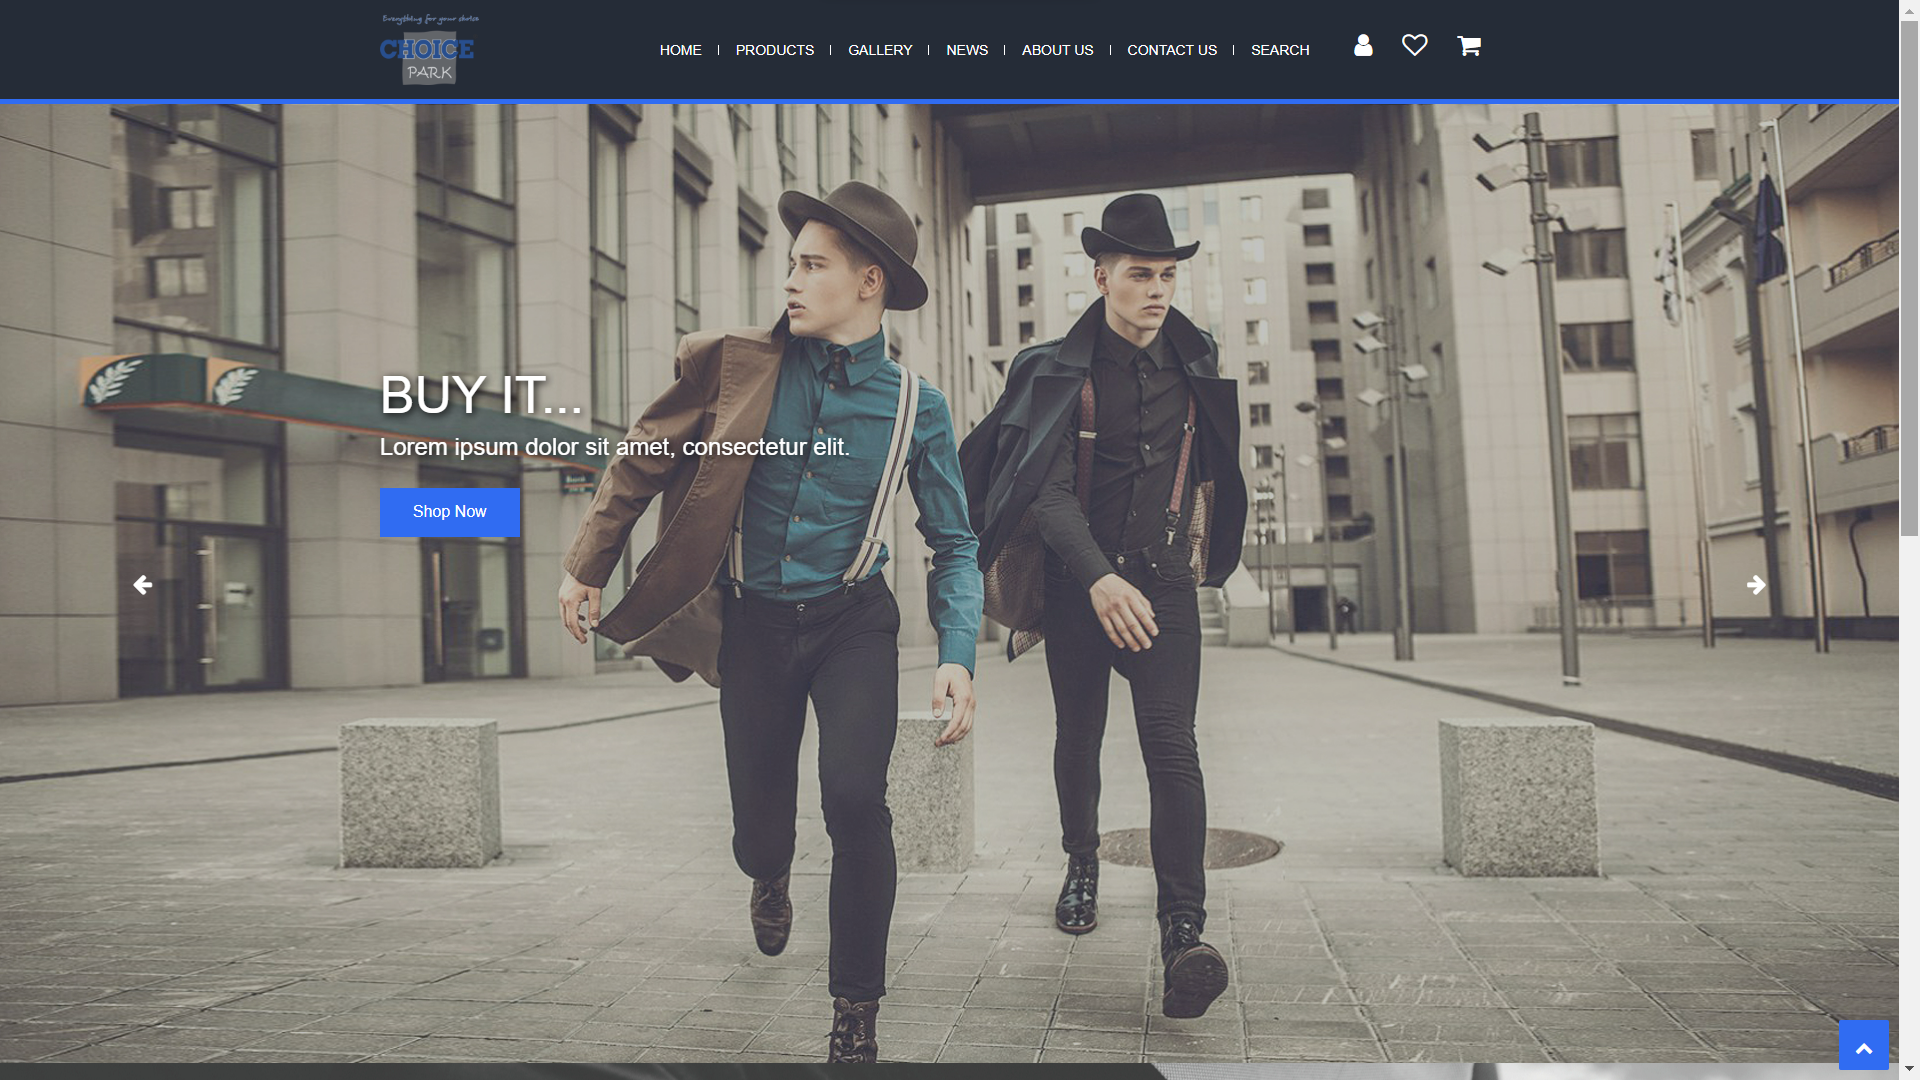 Everything for your choice
CHOICE
PARK
HOME
PRODUCTS
GALLERY
NEWS
ABOUT US
CONTACT US
SEARCH
BUY IT...
Lorem ipsum dolor sit amet, consectetur elit.
Shop Now